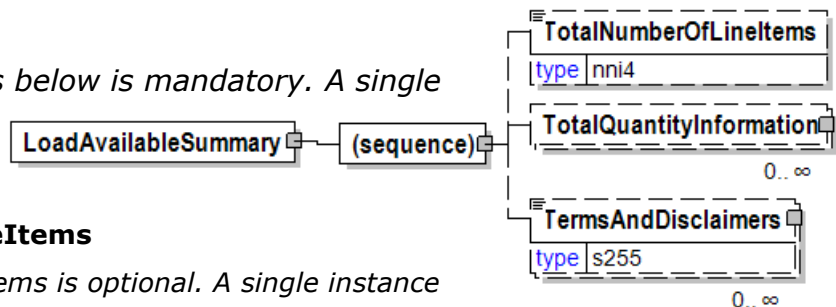 s below is mandatory. A single
eItems
ems is optional. A single instance
LoadAvailableSummary
(sequence)
TotalNumberOfLineItems
type nni4
TotalQuantityInformation
0.. ∞
TermsAndDisclaimers
type s255
0.. ∞